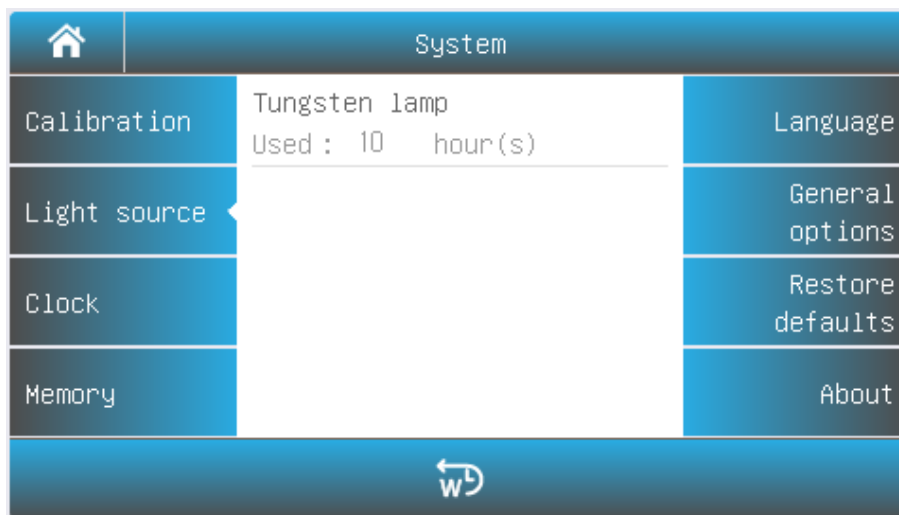 System
Calibration
Light source
Clock
Memory
Tungsten lamp
Used : 10 hour(s)
Language
General
options
Restore
defaults
About
W